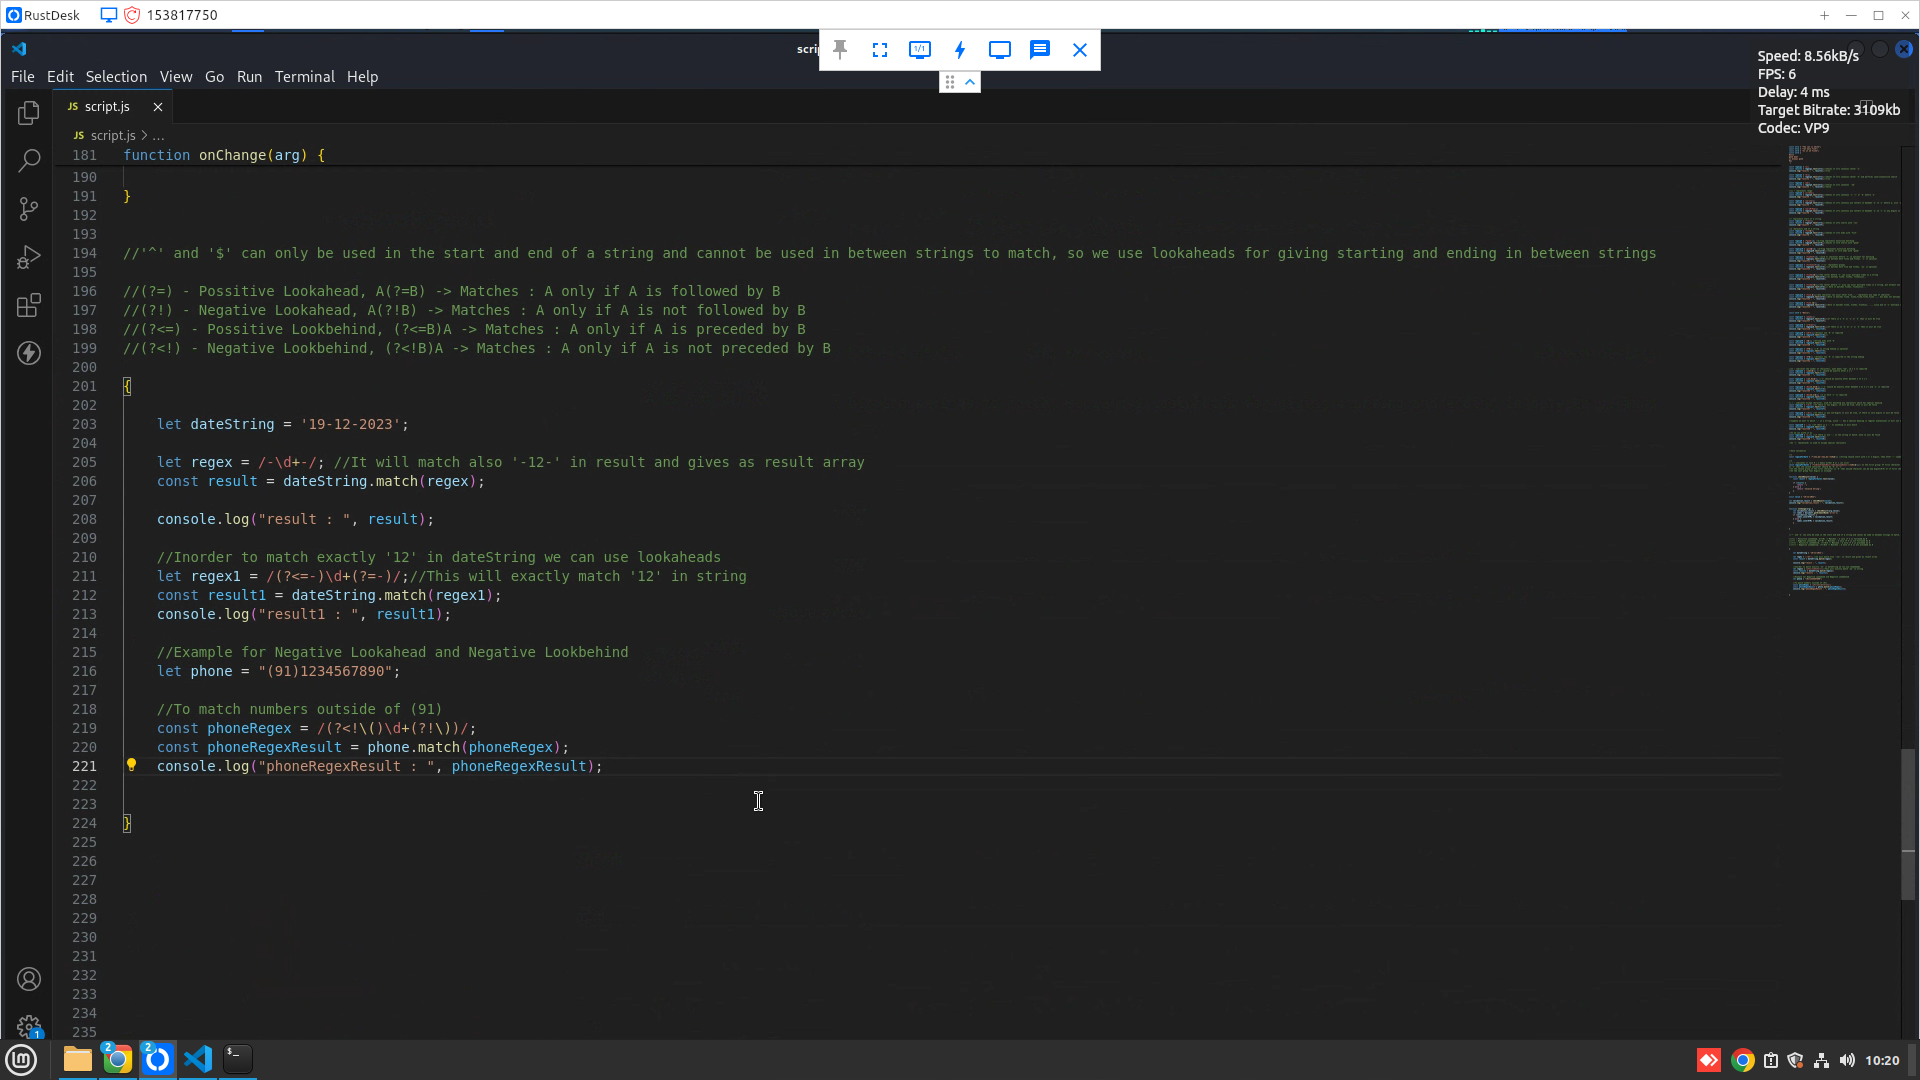 RustDesk 153817750
scrip
Speed: 8.56kB/s
FPS: 6
Delay: 4 ms
Target Bitrate: 3109kb
Codec: VP9
File Edit Selection View Go Run Terminal Help
JS script.js
JS script.js > ...
181 function onChange(arg) {
190
191 }
192
193
194 //'^' and '$' can only be used in the start and end of a string and cannot be used in between strings to match, so we use lookaheads for giving starting and ending in between strings
195
196 //(?=) - Possitive Lookahead, A(?=B) -> Matches : A only if A is followed by B
197 //(?!) - Negative Lookahead, A(?!B) -> Matches : A only if A is not followed by B
198 //(?<=) - Possitive Lookbehind, (?<=B)A -> Matches : A only if A is preceded by B
199 //(?<!) - Negative Lookbehind, (?<!B)A -> Matches : A only if A is not preceded by B
200
201 {
202
203 let dateString = '19-12-2023';
204
205 let regex = /-\d+-/; //It will match also '-12-' in result and gives as result array
206 const result = dateString.match(regex);
207
208 console.log("result : ", result);
209
210 //Inorder to match exactly '12' in dateString we can use lookaheads
211 let regex1 = /(?<=-)\d+(?=-)/;//This will exactly match '12' in string
212 const result1 = dateString.match(regex1);
213 console.log("result1 : ", result1);
214
215 //Example for Negative Lookahead and Negative Lookbehind
216 let phone = "(91)1234567890";
217
218 //To match numbers outside of (91)
219 const phoneRegex = /(?<!\()\d+(?!\))/;
220 const phoneRegexResult = phone.match(phoneRegex);
221 console.log("phoneRegexResult : ", phoneRegexResult);
222
223
224 }
225
226
227
228
229
230
231
232
233
234
235
1
2
2
10:20